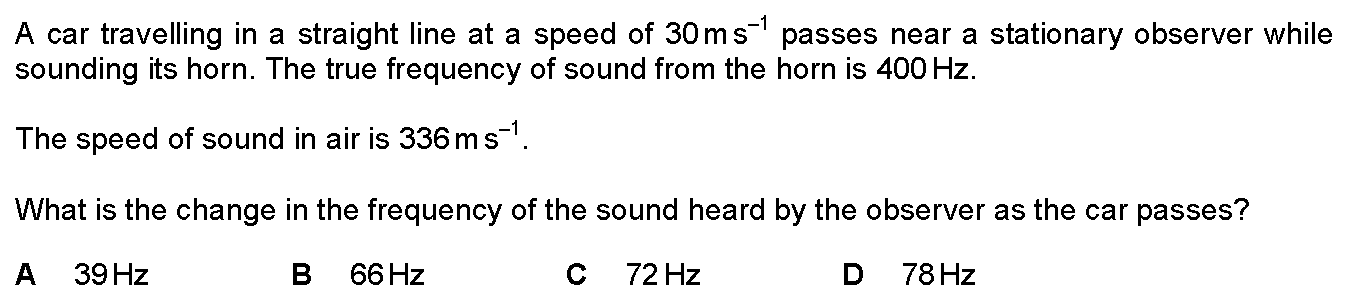 A car travelling in a straight line at a speed of 30 m s⁻¹ passes near a stationary observer while
sounding its horn. The true frequency of sound from the horn is 400 Hz.
The speed of sound in air is 336 m s⁻¹.
What is the change in the frequency of the sound heard by the observer as the car passes?
A 39 Hz B 66 Hz C 72 Hz D 78 Hz